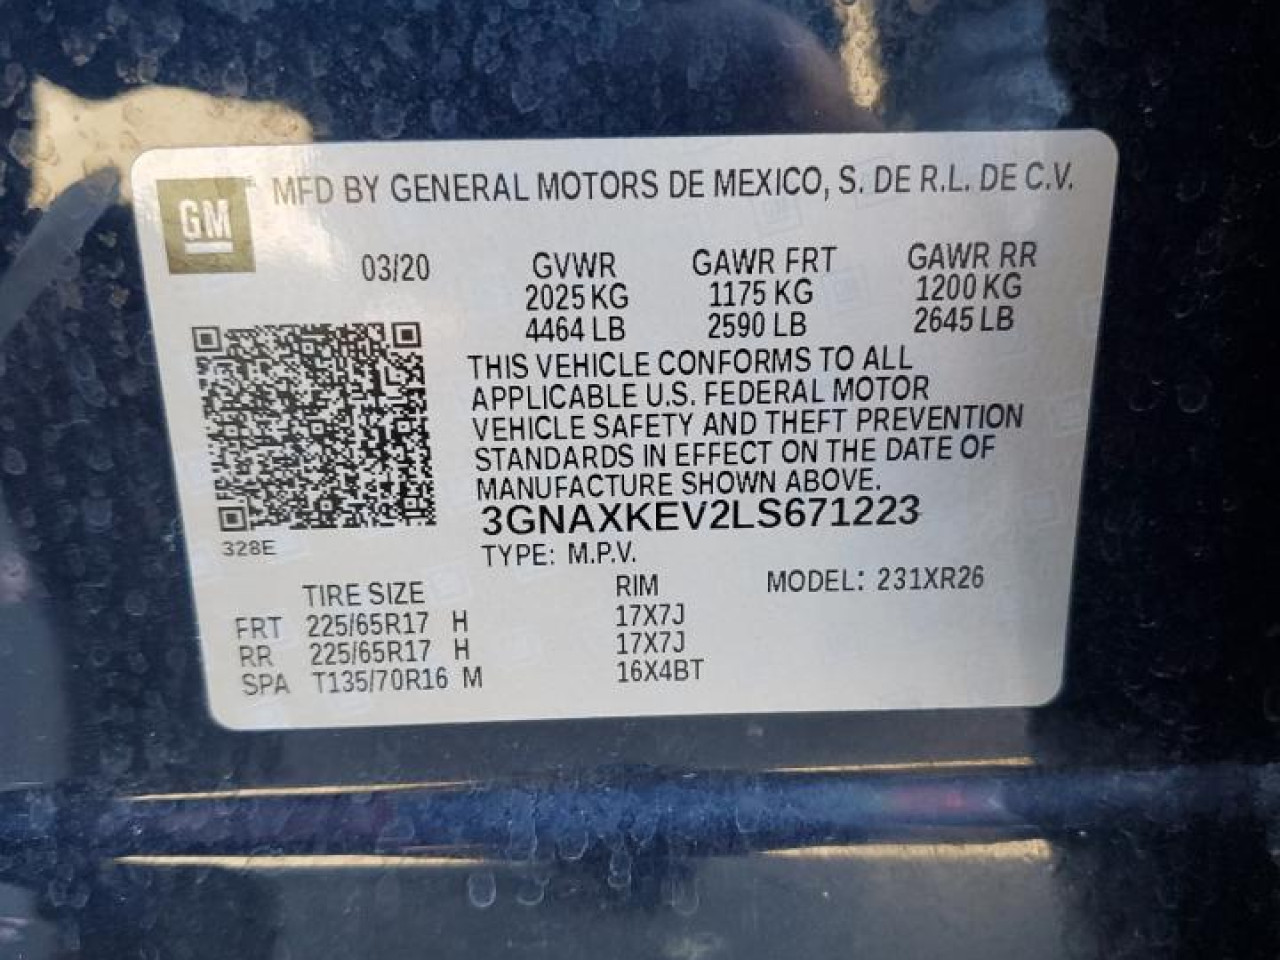 GM
MFD BY GENERAL MOTORS DE MEXICO, S. DE R.L. DE C.V.
03/20 GVWR GAWR FRT GAWR RR
2025 KG 1175 KG 1200 KG
4464 LB 2590 LB 2645 LB
THIS VEHICLE CONFORMS TO ALL
APPLICABLE U.S. FEDERAL MOTOR
VEHICLE SAFETY AND THEFT PREVENTION
STANDARDS IN EFFECT ON THE DATE OF
MANUFACTURE SHOWN ABOVE.
3GNAXKEV2LS671223
328E
TYPE: M.P.V.
TIRE SIZE RIM MODEL: 231XR26
FRT 225/65R17 H 17X7J
RR 225/65R17 H 17X7J
SPA T135/70R16 M 16X4BT